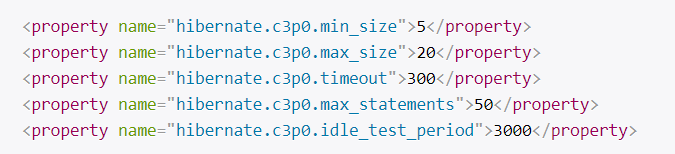 <property name="hibernate.c3p0.min_size">5</property>
<property name="hibernate.c3p0.max_size">20</property>
<property name="hibernate.c3p0.timeout">300</property>
<property name="hibernate.c3p0.max_statements">50</property>
<property name="hibernate.c3p0.idle_test_period">3000</property>